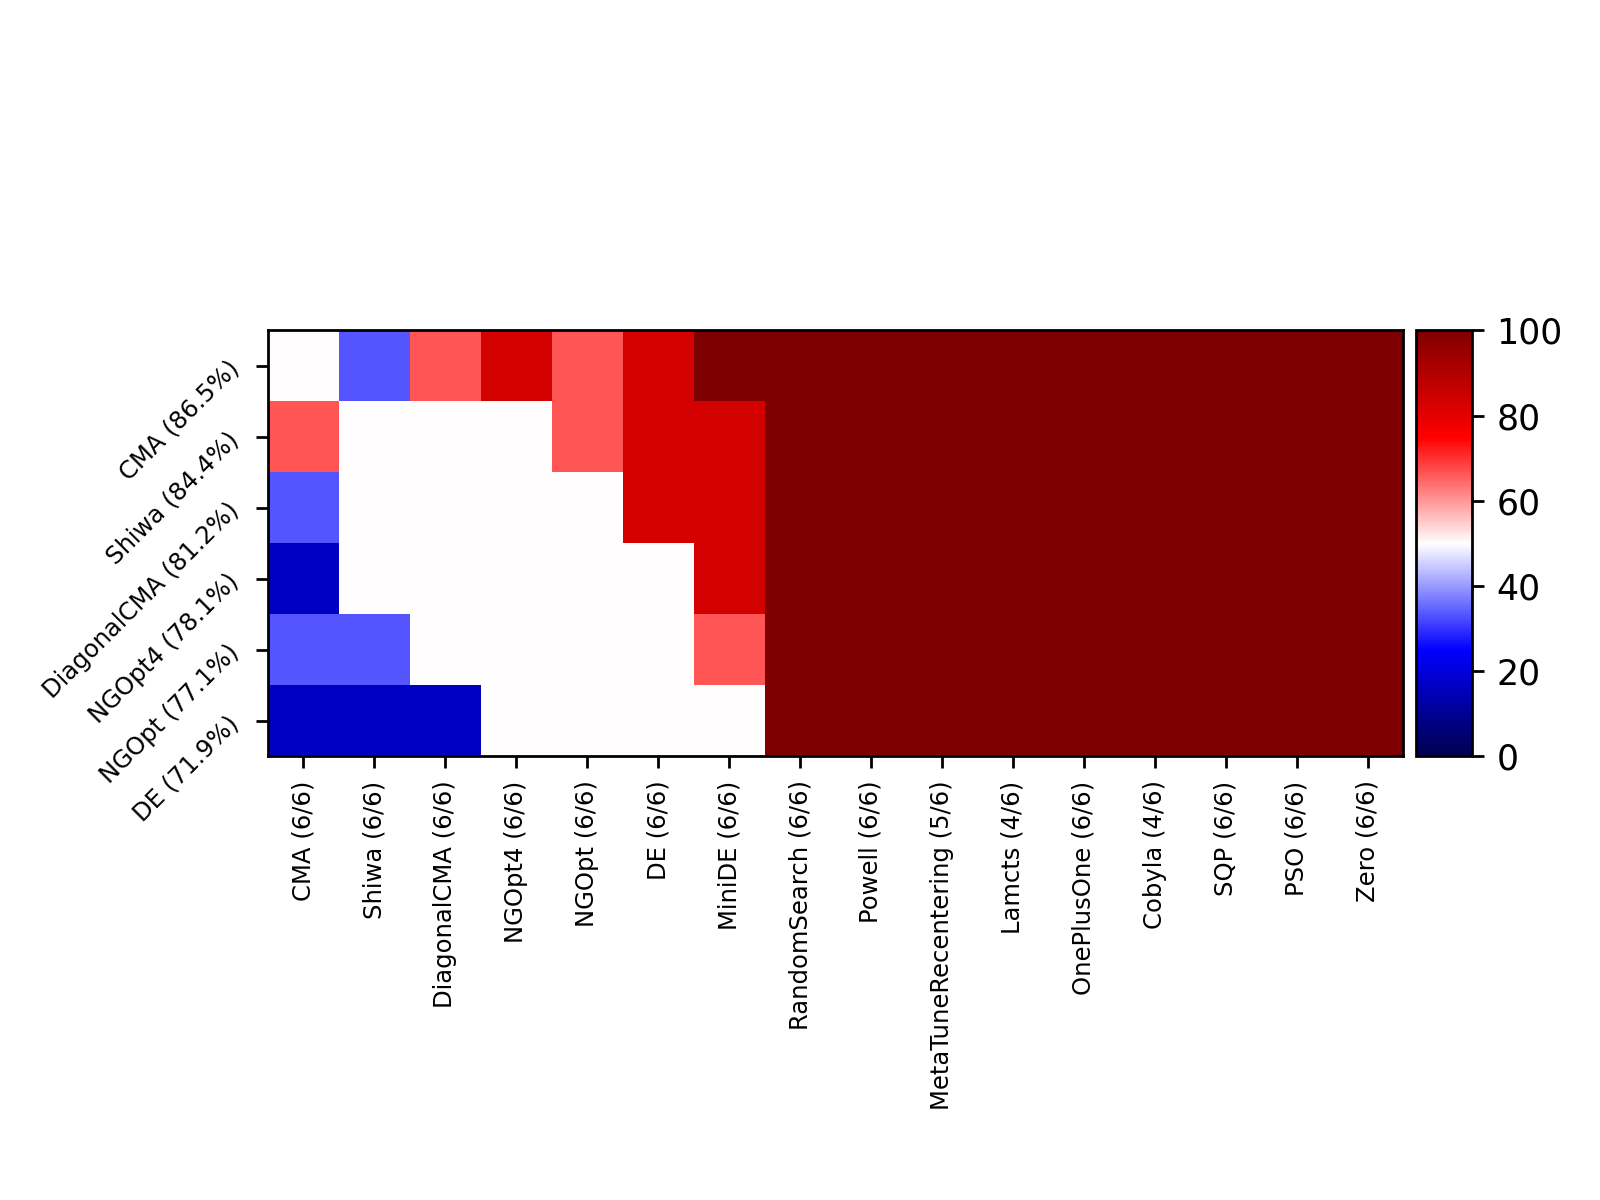 CMA (86.5%)
Shiwa (84.4%)
DiagonalCMA (81.2%)
NGOpt4 (78.1%)
NGOpt (77.1%)
DE (71.9%)
CMA (6/6)
Shiwa (6/6)
DiagonalCMA (6/6)
NGOpt4 (6/6)
NGOpt (6/6)
DE (6/6)
MiniDE (6/6)
RandomSearch (6/6)
Powell (6/6)
MetaTuneRecentering (5/6)
Lamcts (4/6)
OnePlusOne (6/6)
Cobyla (4/6)
SQP (6/6)
PSO (6/6)
Zero (6/6)
100
80
60
40
20
0